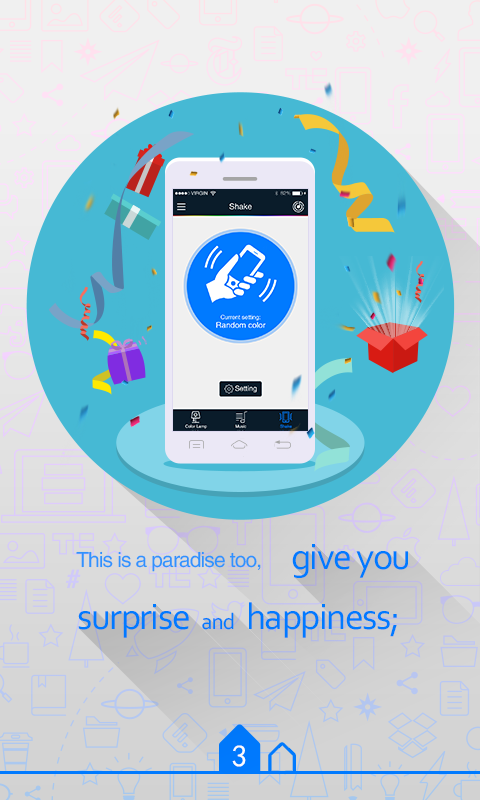 VIRGIN 82%
Shake
Current setting:
Random color
Setting
Color Lamp Music Shake
This is a paradise too, give you
surprise and happiness;
3